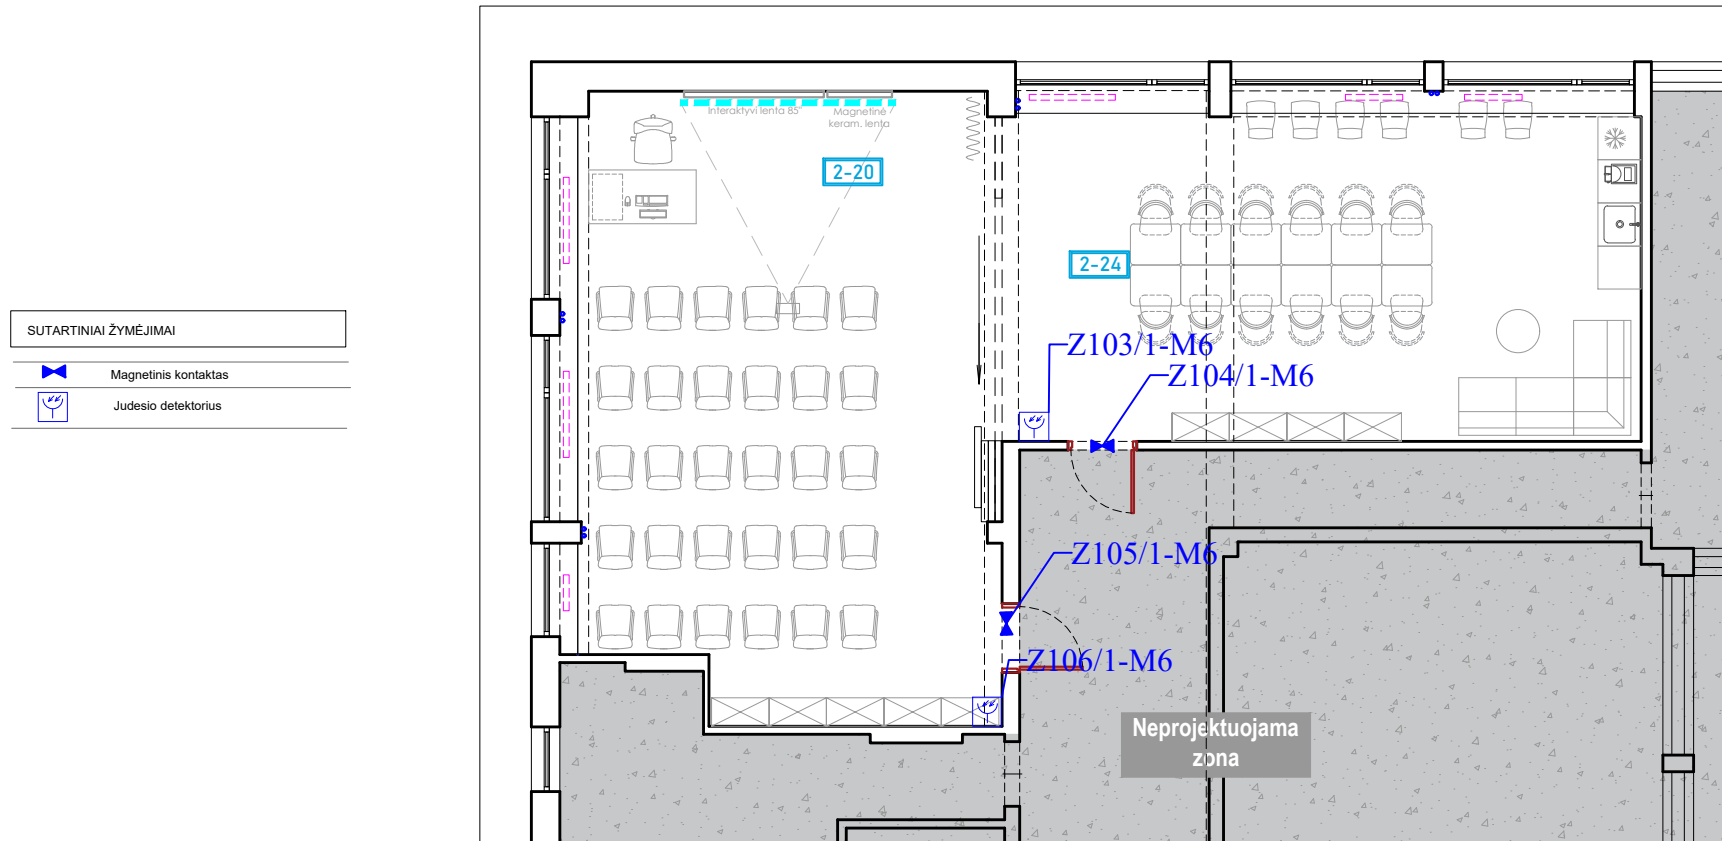 Interaktyvi lenta 85"
Magnetinė
keram. lenta
2-20
2-24
SUTARTINIAI ŽYMĖJIMAI
Magnetinis kontaktas
Judesio detektorius
Z103/1-M6
Z104/1-M6
Z105/1-M6
Z106/1-M6
Neprojektuojama
zona